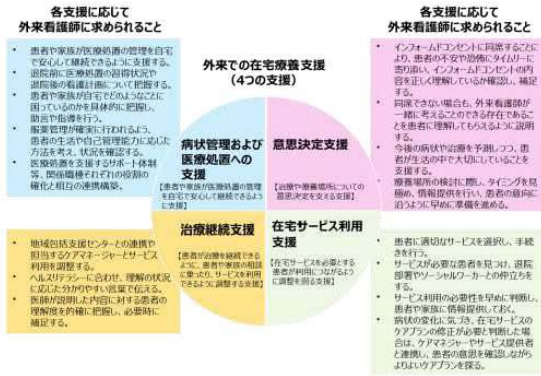 各支援に応じて
外来看護師に求められること
・ 患者や家族が医療処置の管理を自宅
で安心して継続できるように支援する。
・ 退院前に医療処置の習得状況や
退院後の看護計画について把握する。
・ 患者や家族が自宅でどのようなことに
困っているのかを具体的に把握し、
助言や指導を行う。
・ 服薬管理が確実に行われるよう、
患者の生活や自己管理能力に応じた
方法を考え、状況を確認する。
・ 医療処置を支援するサポート体制
等、関係職種それぞれの役割の
確化と相互の連携構築。
外来での在宅療養支援
(4つの支援)
各支援に応じて
外来看護師に求められること
・ インフォームドコンセントに同席することに
より、患者の不安や恐怖にタイムリーに
寄り添い、インフォームドコンセントの内
容を正しく理解しているか確認し、補足
する。
・ 同席できない場合も、外来看護師が
一緒に考えることのできる存在であるこ
とを患者に理解してもらえるように説明
する。
・ 今後の病状や治療を予測しつつ、患
者が生活の中で大切にしていることを
支援する。
・ 療養場所の検討に際し、タイミングを見
極め、情報提供を行い、患者の意向に
沿うように早めに準備を進める。
病状管理および
医療処置への
支援
【患者や家族が医療処置の管理
を自宅で安心して継続できるよう
に支援】
意思決定支援
【治療や療養場所についての
意思決定を支える支援】
治療継続支援
【患者が治療を継続できる
ように、患者や家族の相談
に乗ったり、サービスを利用
できるように調整する支援】
在宅サービス利用
支援
【在宅サービスを必要とする
患者が利用につながるよう
に調整を図る支援】
・ 地域包括支援センターとの連携や
担当するケアマネージャーとサービス
利用を調整する。
・ ヘルスリテラシーに合わせ、理解の状況
に応じた分かりやすい言葉で伝える。
・ 医師が説明した内容に対する患者の
理解度を的確に把握し、必要時に
補足する。
・ 患者に適切なサービスを選択し、手続
きを行う。
・ サービスが必要な患者を見つけ、退院
部署やソーシャルワーカーとの仲立ちを
する。
・ サービス利用の必要性を早めに判断し、
患者や家族に情報提供しておく。
・ 病状の変化に気づき、在宅サービスの
ケアプランの修正が必要と判断した場
合は、ケアマネジャーやサービス提供者
と連携し、患者の意思を確認しながら
よりよいケアプランを探る。